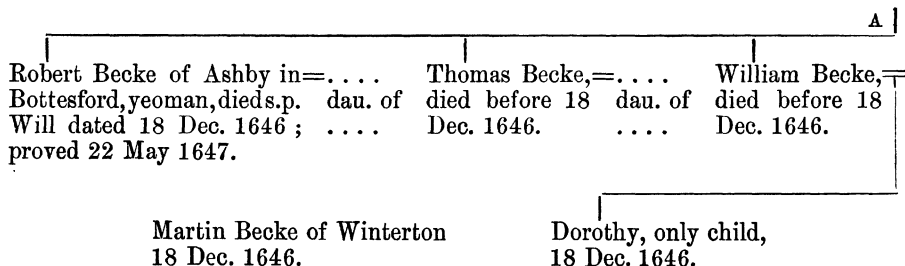 A
Robert Becke of Ashby in=....
Bottesford, yeoman, died s.p. dau. of
Will dated 18 Dec. 1646 ; ....
proved 22 May 1647.
Thomas Becke,=....
died before 18 dau. of
Dec. 1646. ....
William Becke,=
died before 18
Dec. 1646.
Martin Becke of Winterton
18 Dec. 1646.
Dorothy, only child,
18 Dec. 1646.